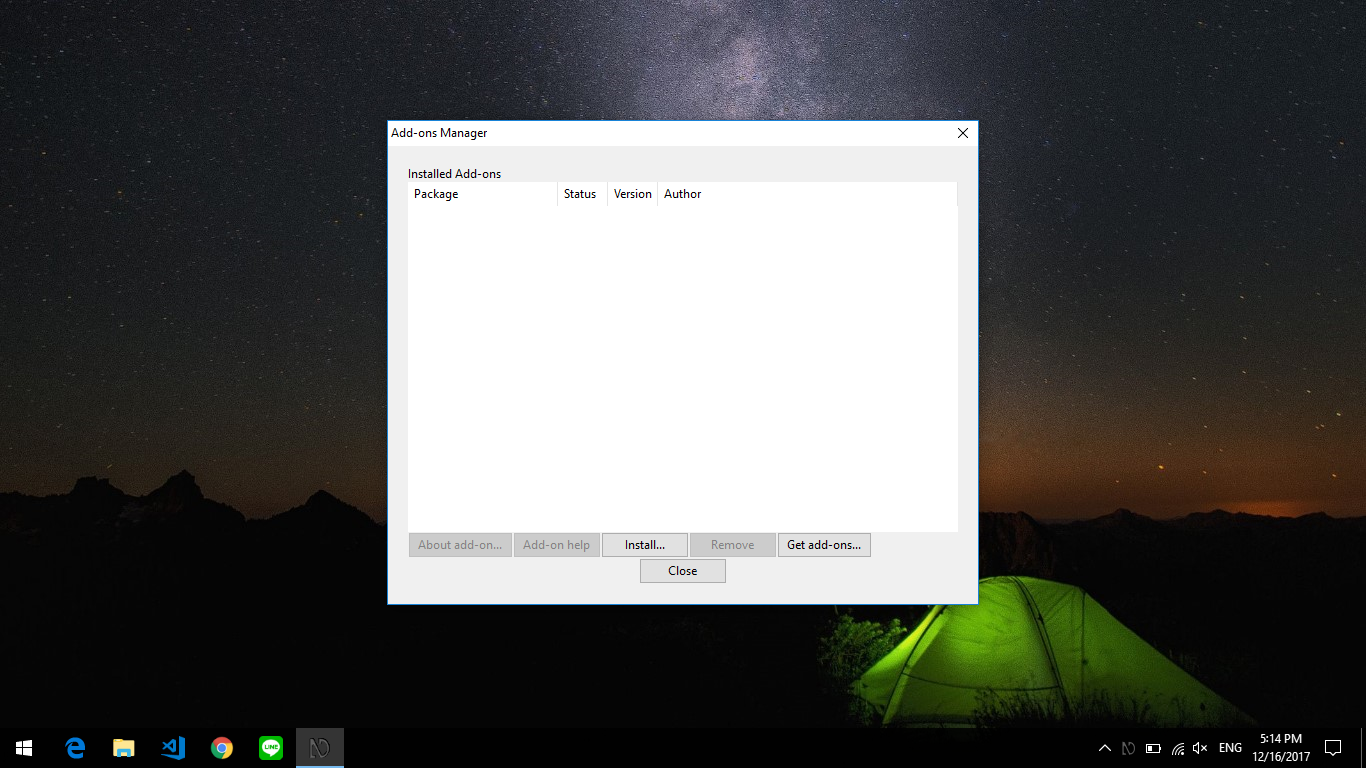 Add-ons Manager
Installed Add-ons
Package Status Version Author
About add-on... Add-on help Install... Remove Get add-ons...
Close
LINE
ENG
5:14 PM
12/16/2017